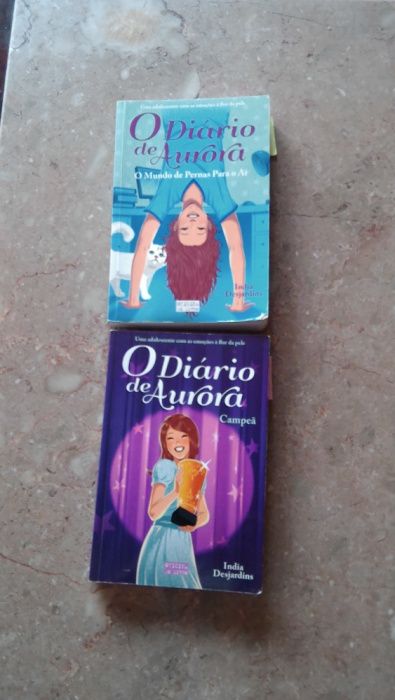 Uma adolescente com as emoções à flor da pele
O Diário
de Aurora
O Mundo de Pernas Para o Ar
India
Desjardins
Uma adolescente com as emoções à flor da pele
O Diário
de Aurora
Campeã
India
Desjardins